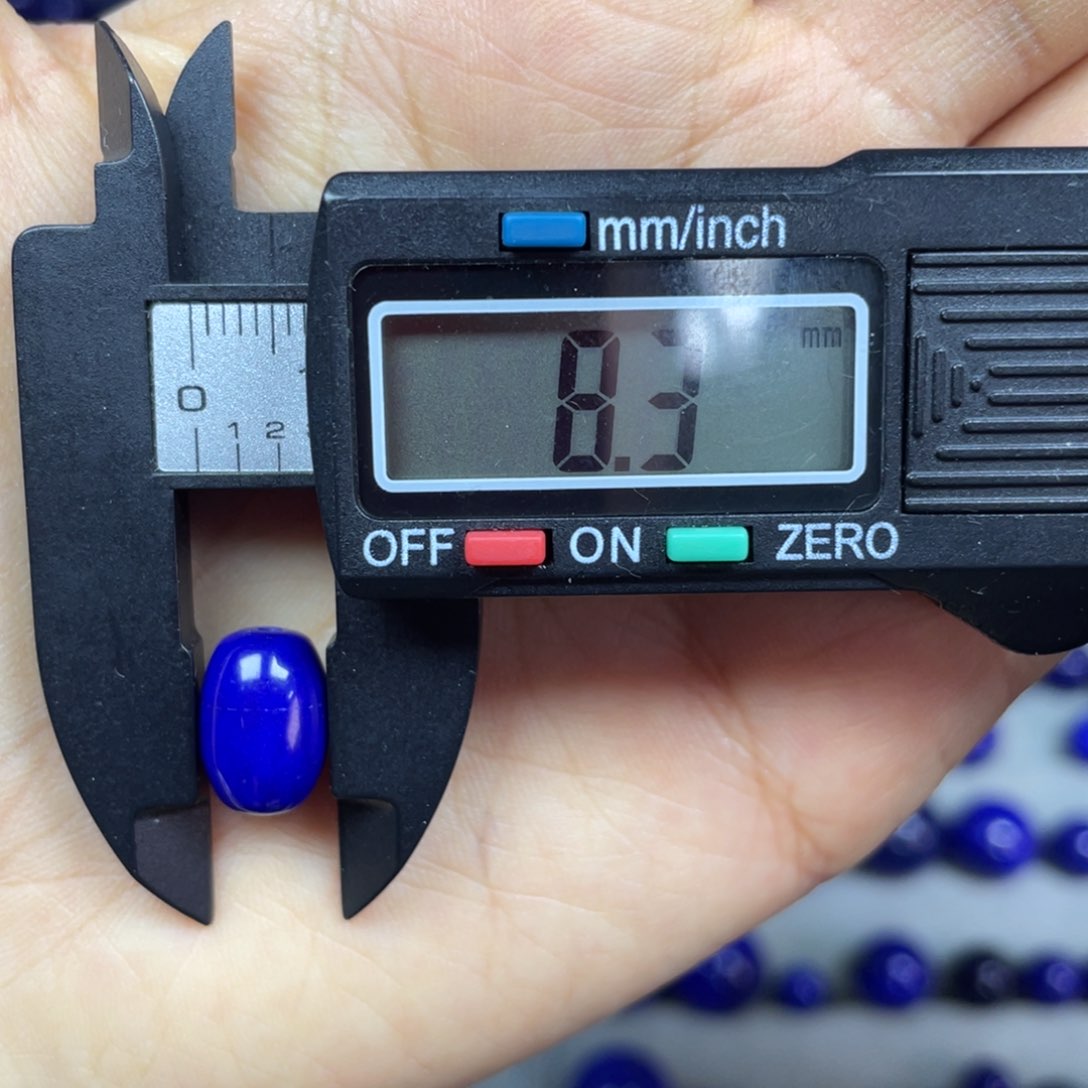 mm/inch
8.3 mm
0
1 2
OFF ON ZERO